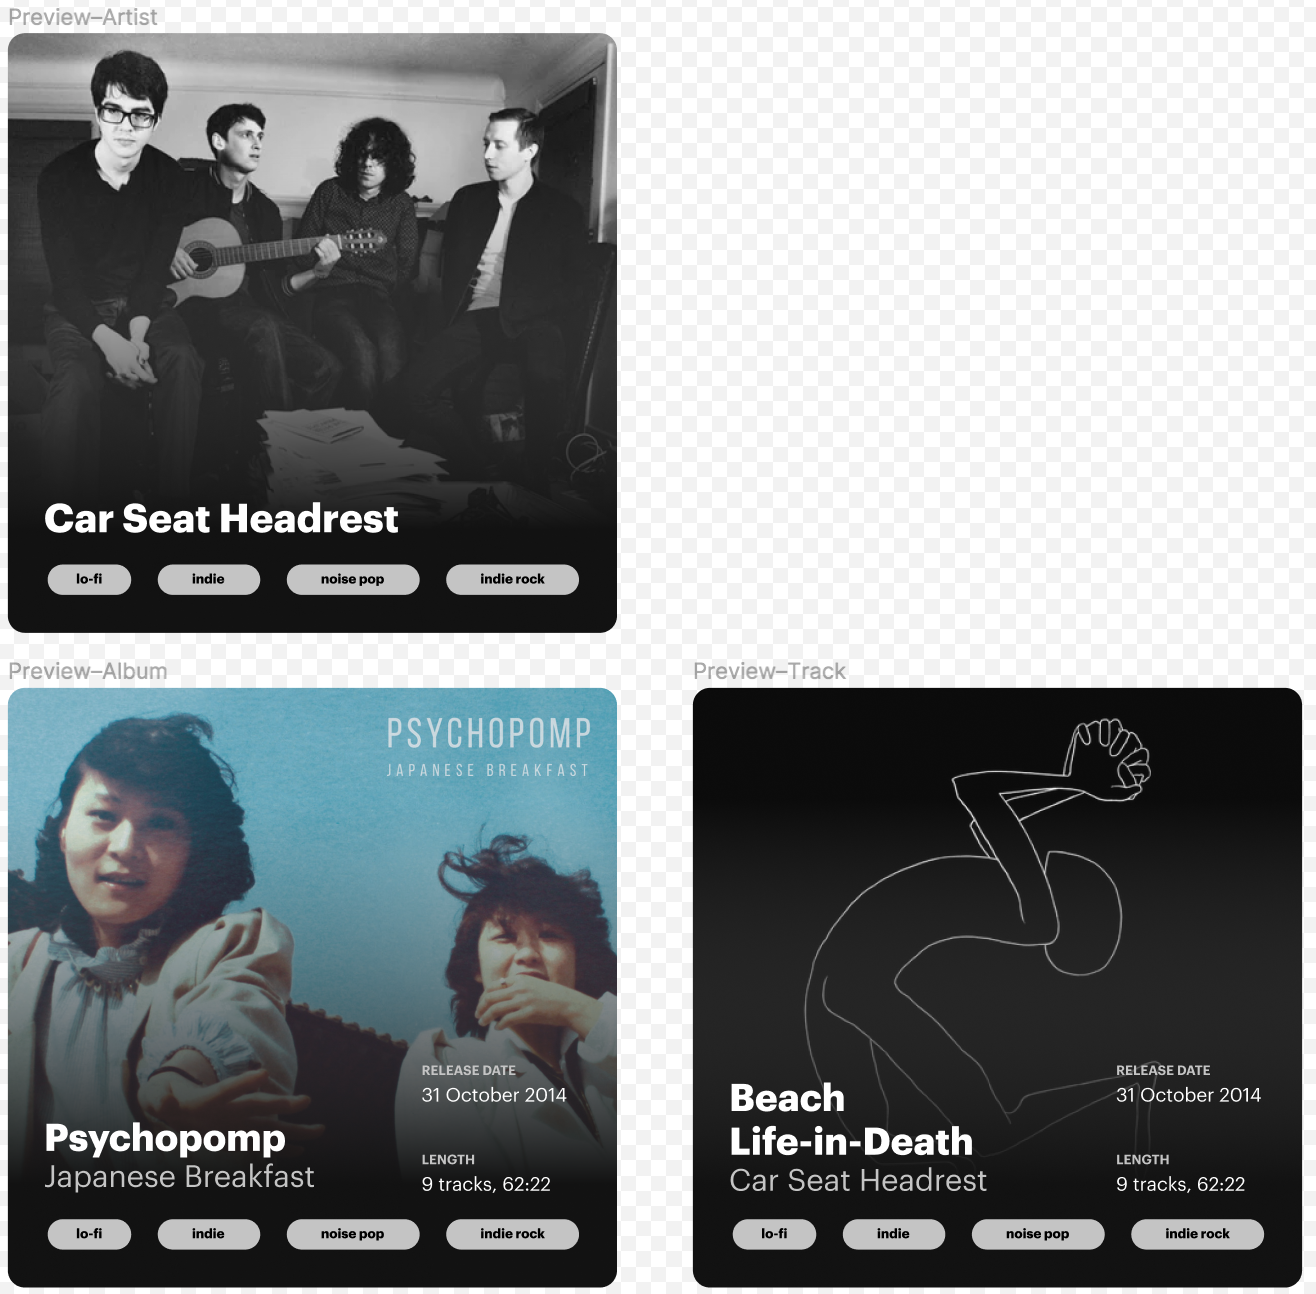 Preview–Artist
Car Seat Headrest
lo-fi
indie
noise pop
indie rock
Preview–Album
PSYCHOPOMP
JAPANESE BREAKFAST
RELEASE DATE
31 October 2014
Psychopomp
Japanese Breakfast
LENGTH
9 tracks, 62:22
lo-fi
indie
noise pop
indie rock
Preview–Track
RELEASE DATE
31 October 2014
Beach
Life-in-Death
Car Seat Headrest
LENGTH
9 tracks, 62:22
lo-fi
indie
noise pop
indie rock